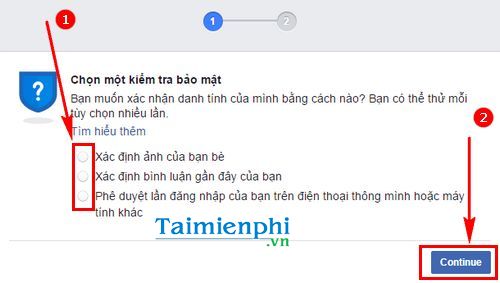 1
1
2
Chọn một kiểm tra bảo mật
Bạn muốn xác nhận danh tính của mình bằng cách nào? Bạn có thể thử mỗi
tùy chọn nhiều lần.
Tìm hiểu thêm
2
Xác định ảnh của bạn bè
Xác định bình luận gần đây của bạn
Phê duyệt lần đăng nhập của bạn trên điện thoại thông minh hoặc máy
tính khác
Taimienphi
.vn
Continue